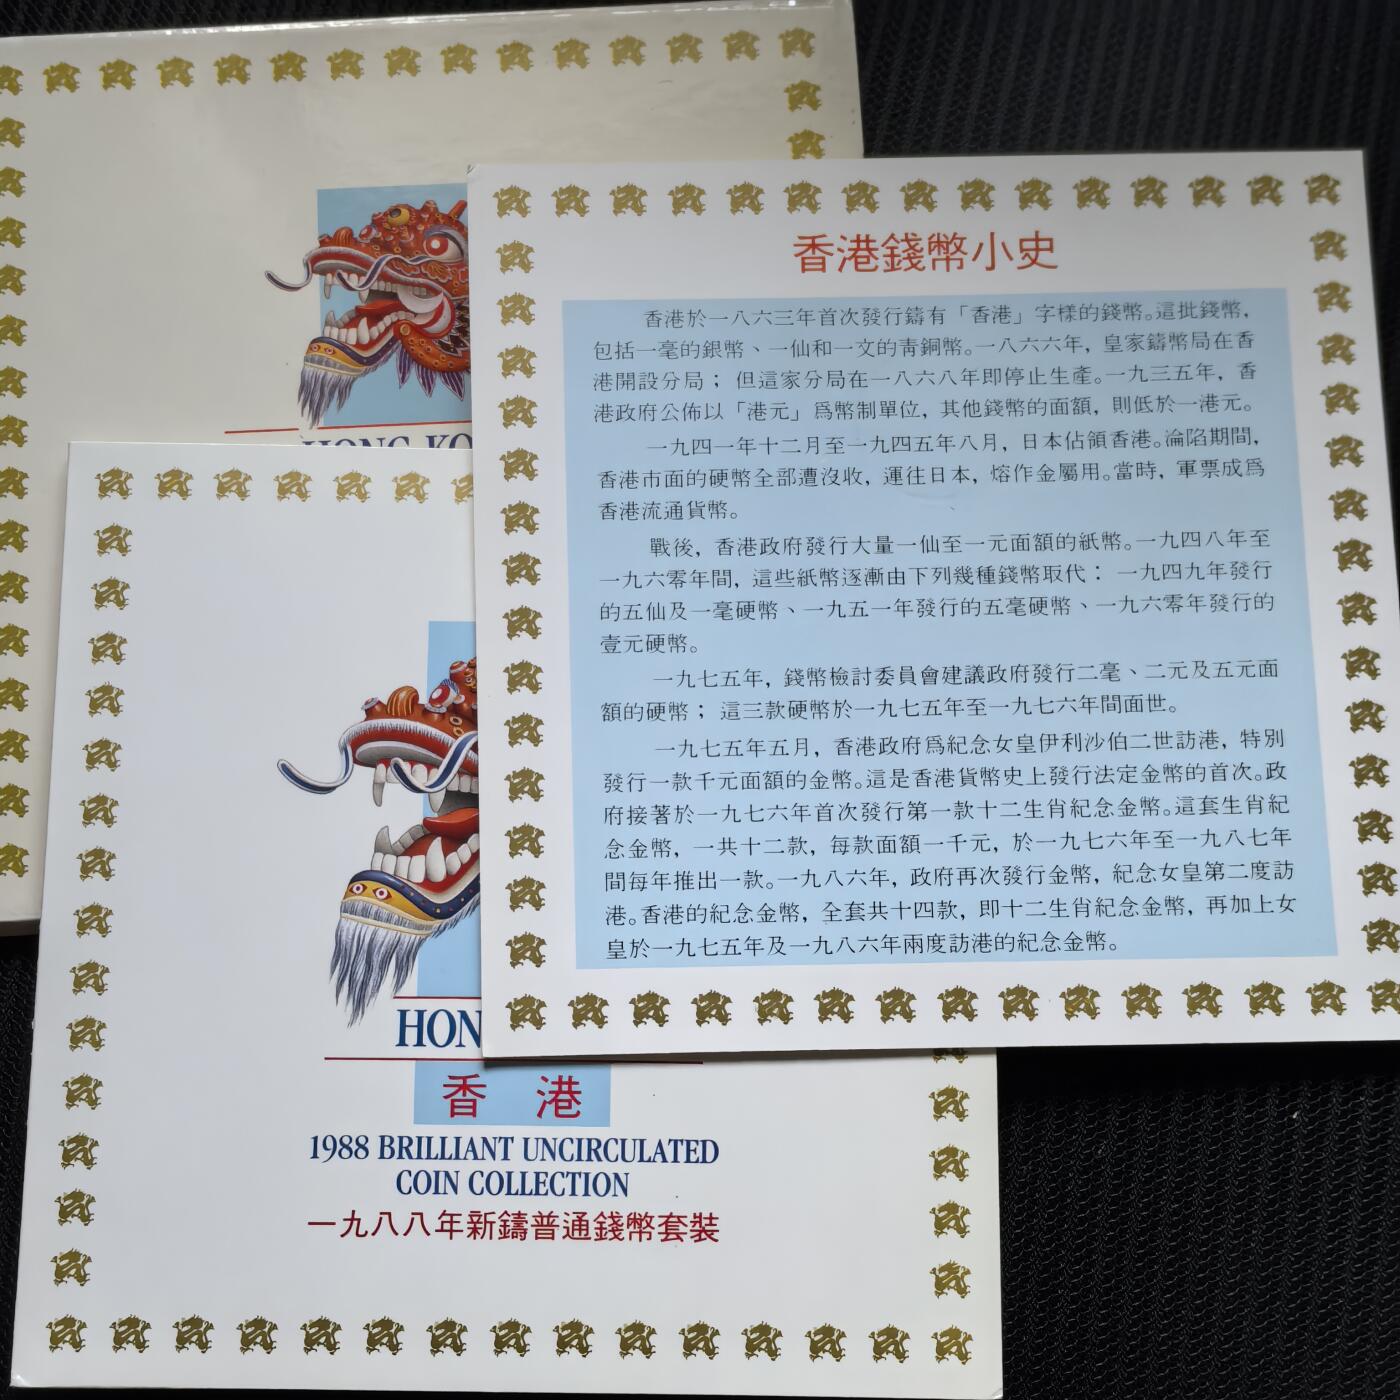 HONG KO
香港錢幣小史
香港於一八六三年首次發行鑄有「香港」字樣的錢幣。這批錢幣,
包括一毫的銀幣、一仙和一文的靑銅幣。一八六六年, 皇家鑄幣局在香
港開設分局； 但這家分局在一八六八年即停止生產。一九三五年, 香
港政府公佈以「港元」爲幣制單位, 其他錢幣的面額, 則低於一港元。
一九四一年十二月至一九四五年八月, 日本佔領香港。淪陷期間,
香港市面的硬幣全部遭沒收, 運往日本, 熔作金屬用。當時, 軍票成爲
香港流通貨幣。
戰後, 香港政府發行大量一仙至一元面額的紙幣。一九四八年至
一九六零年間, 這些紙幣逐漸由下列幾種錢幣取代： 一九四九年發行
的五仙及一毫硬幣、一九五一年發行的五毫硬幣、一九六零年發行的
壹元硬幣。
一九七五年, 錢幣檢討委員會建議政府發行二毫、二元及五元面
額的硬幣； 這三款硬幣於一九七五年至一九七六年間面世。
一九七五年五月, 香港政府爲紀念女皇伊利沙伯二世訪港, 特別
發行一款千元面額的金幣。這是香港貨幣史上發行法定金幣的首次。政
府接著於一九七六年首次發行第一款十二生肖紀念金幣。這套生肖紀
念金幣, 一共十二款, 每款面額一千元, 於一九七六年至一九八七年
間每年推出一款。一九八六年, 政府再次發行金幣, 紀念女皇第二度訪
港。香港的紀念金幣, 全套共十四款, 即十二生肖紀念金幣, 再加上女
皇於一九七五年及一九八六年兩度訪港的紀念金幣。
HON
香 港
1988 BRILLIANT UNCIRCULATED
COIN COLLECTION
一九八八年新鑄普通錢幣套裝